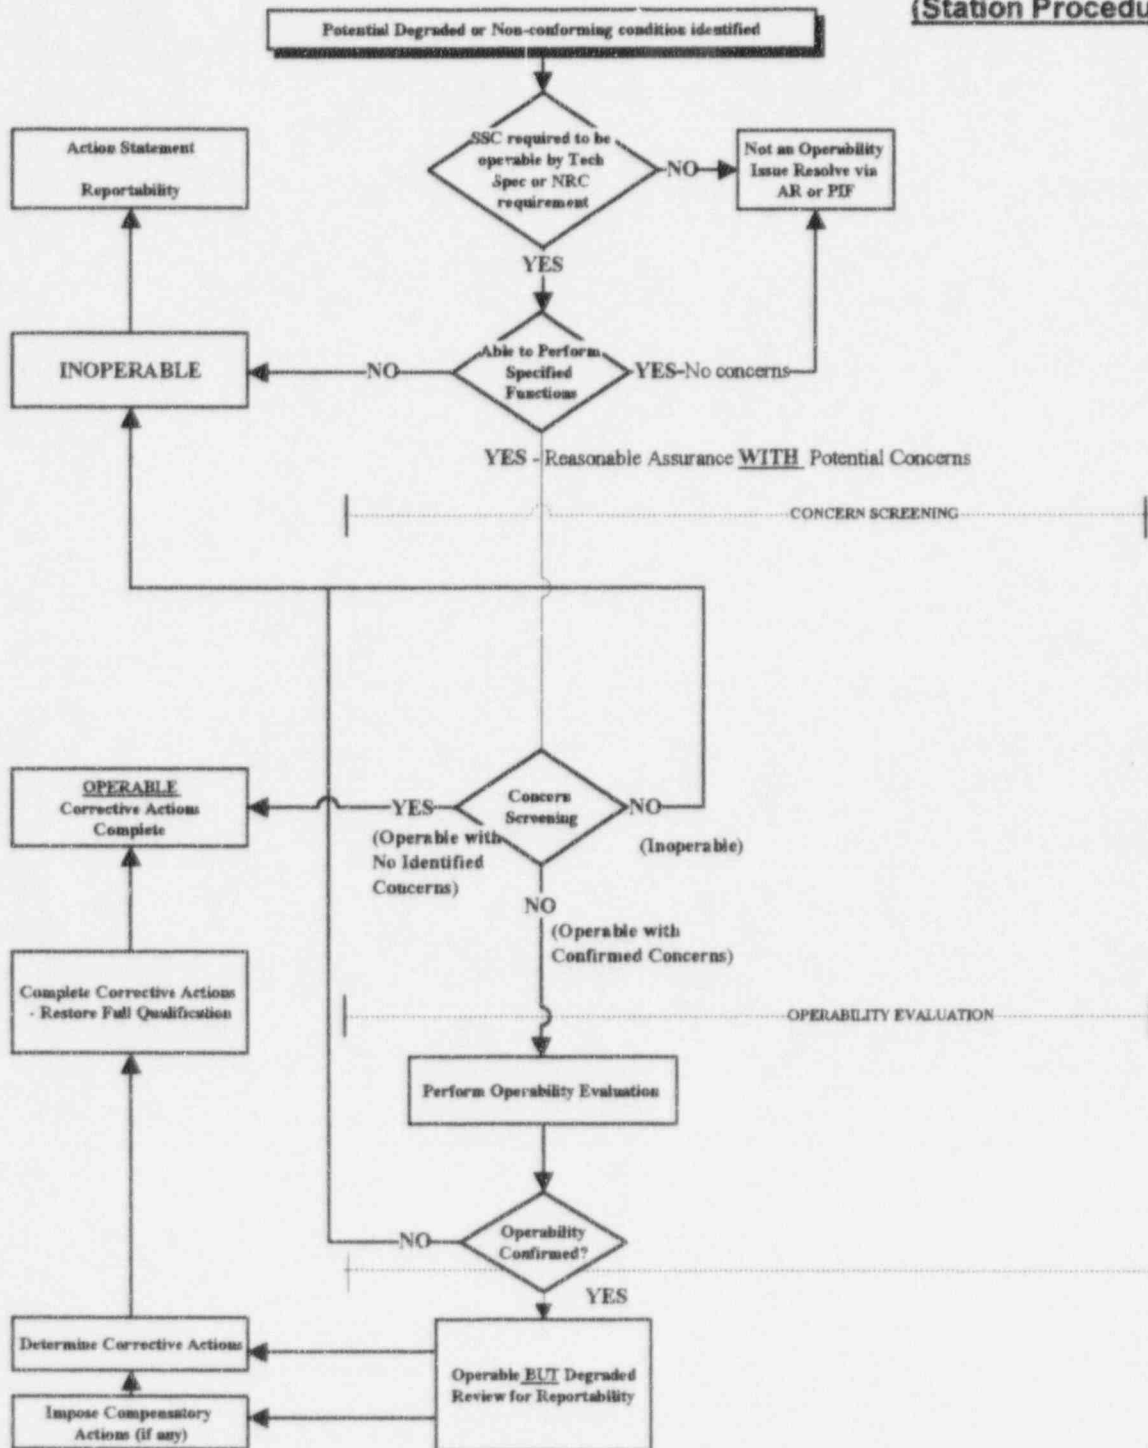 (Station Procedu
Potential Degraded or Non-conforming condition identified
SSC required to be
operable by Tech
Spec or NRC
requirement
NO
Not an Operability
Issue Resolve via
AR or PIF
Action Statement
Reportability
YES
INOPERABLE
NO
Able to Perform
Specified
Functions
YES-No concerns
YES - Reasonable Assurance WITH Potential Concerns
CONCERN SCREENING
OPERABLE
Corrective Actions
Complete
YES
(Operable with
No Identified
Concerns)
Concern
Screening
NO
(Inoperable)
NO
(Operable with
Confirmed Concerns)
Complete Corrective Actions
- Restore Full Qualification
OPERABILITY EVALUATION
Perform Operability Evaluation
NO
Operability
Confirmed?
YES
Determine Corrective Actions
Operable BUT Degraded
Review for Reportability
Impose Compensatory
Actions (if any)